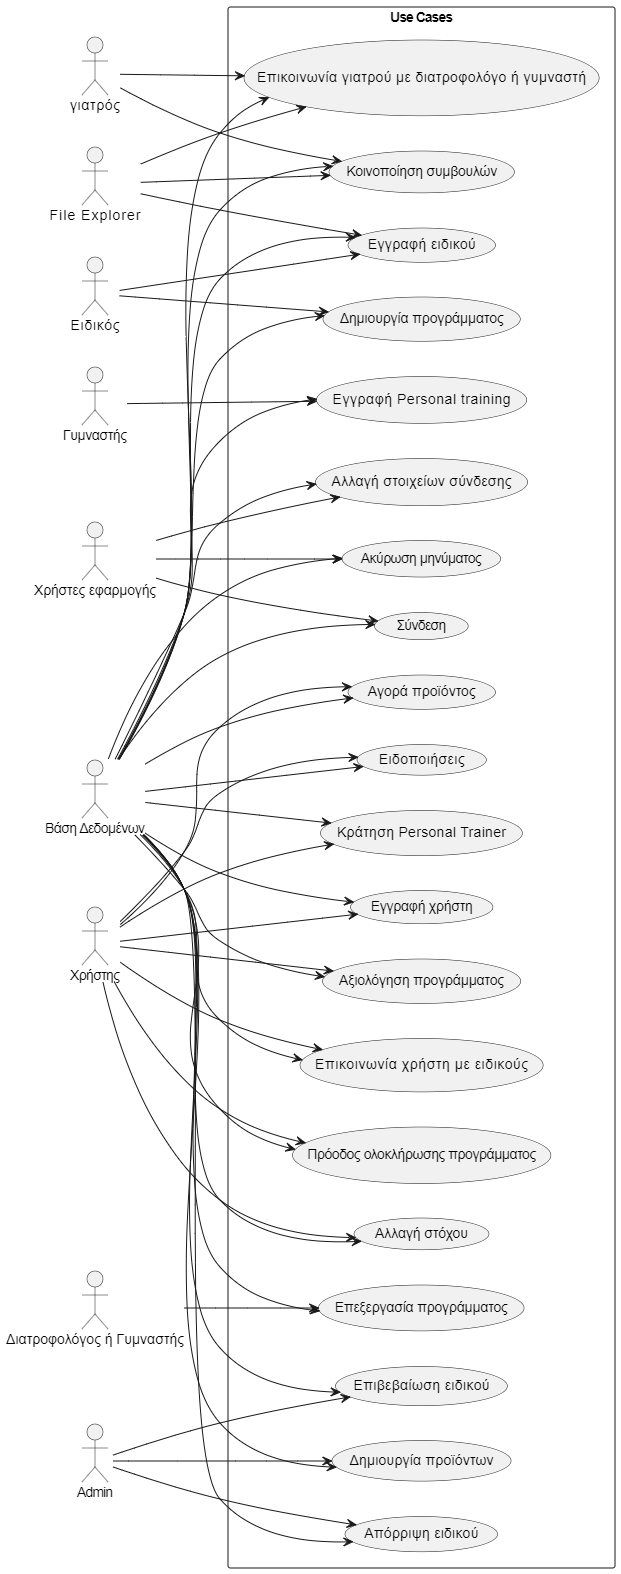 Use Cases
γιατρός
Επικοινωνία γιατρού με διατροφολόγο ή γυμναστή
File Explorer
Κοινοποίηση συμβουλών
Εγγραφή ειδικού
Ειδικός
Δημιουργία προγράμματος
Γυμναστής
Εγγραφή Personal training
Αλλαγή στοιχείων σύνδεσης
Χρήστες εφαρμογής
Ακύρωση μηνύματος
Σύνδεση
Αγορά προϊόντος
Ειδοποιήσεις
Βάση Δεδομένων
Κράτηση Personal Trainer
Εγγραφή χρήστη
Χρήστης
Αξιολόγηση προγράμματος
Επικοινωνία χρήστη με ειδικούς
Πρόοδος ολοκλήρωσης προγράμματος
Αλλαγή στόχου
Διατροφολόγος ή Γυμναστής
Επεξεργασία προγράμματος
Επιβεβαίωση ειδικού
Δημιουργία προϊόντων
Admin
Απόρριψη ειδικού